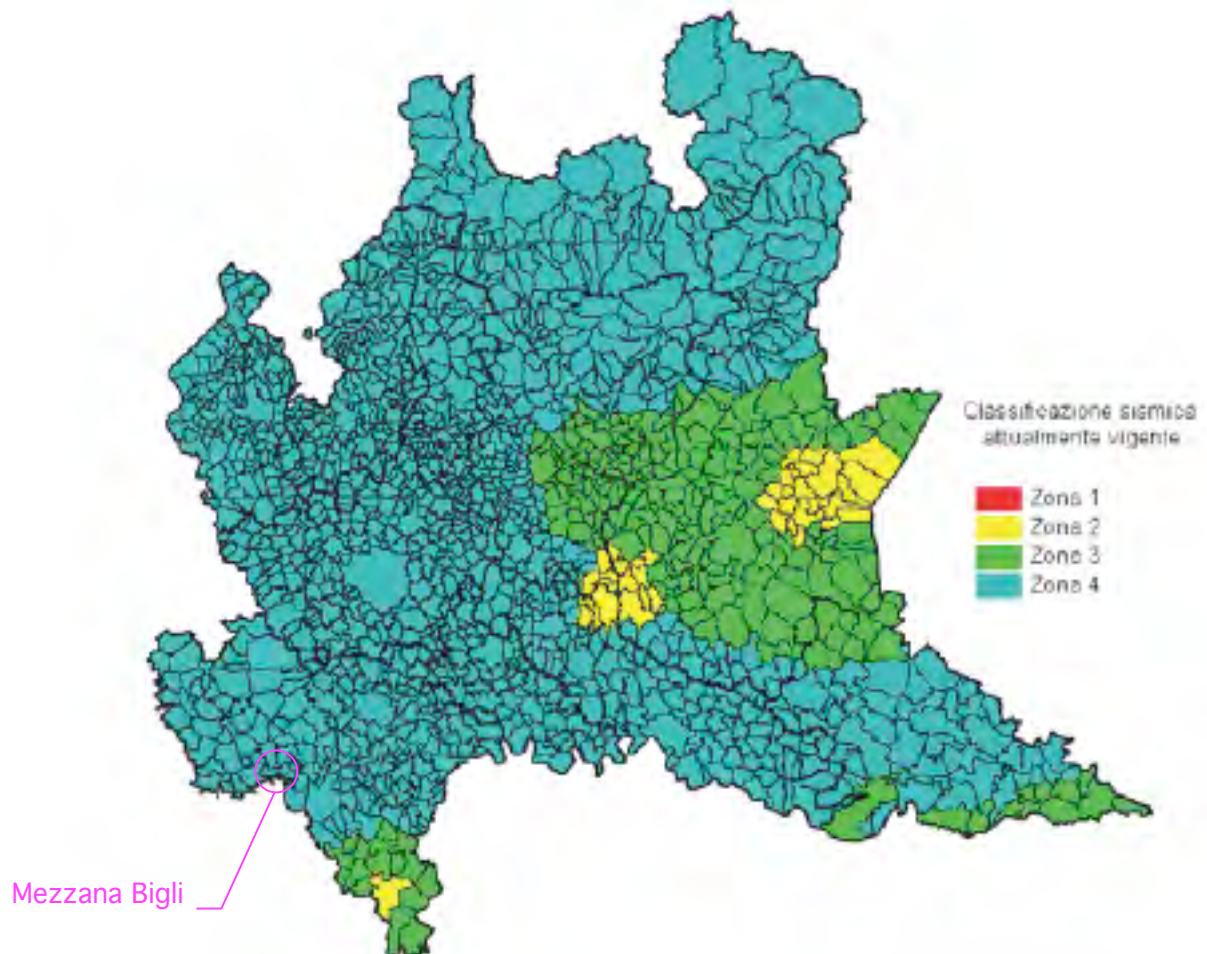 Classificazione sismica
attualmente vigente
Zona 1
Zona 2
Zona 3
Zona 4
Mezzana Bigli